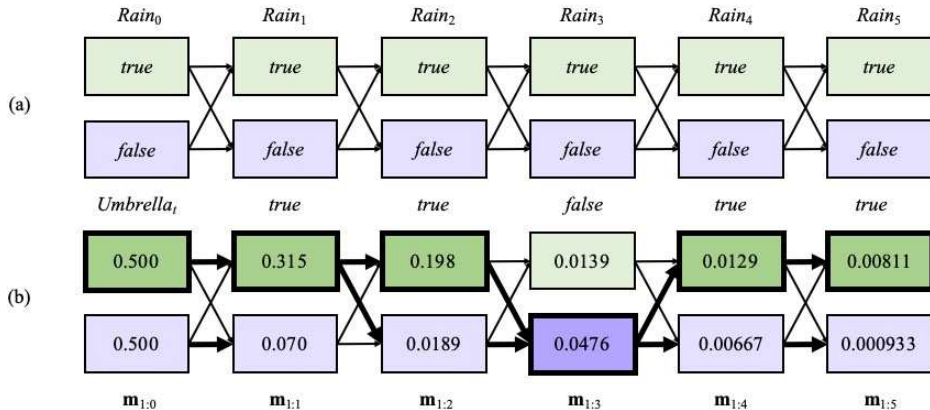 Rain₀ Rain₁ Rain₂ Rain₃ Rain₄ Rain₅
true true true true true true
(a)
false false false false false false
Umbrellaₜ true true false true true
0.500 0.315 0.198 0.0139 0.0129 0.00811
(b)
0.500 0.070 0.0189 0.0476 0.00667 0.000933
m₁:₀ m₁:₁ m₁:₂ m₁:₃ m₁:₄ m₁:₅